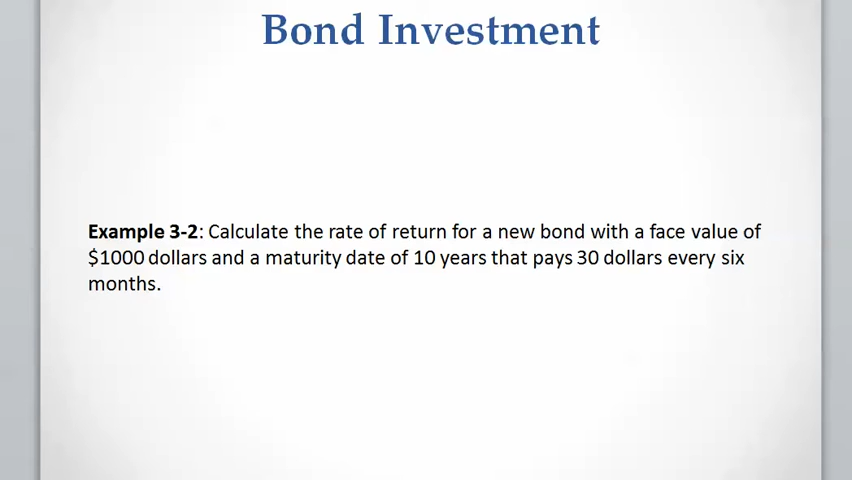 Bond Investment
Example 3-2: Calculate the rate of return for a new bond with a face value of
$1000 dollars and a maturity date of 10 years that pays 30 dollars every six
months.